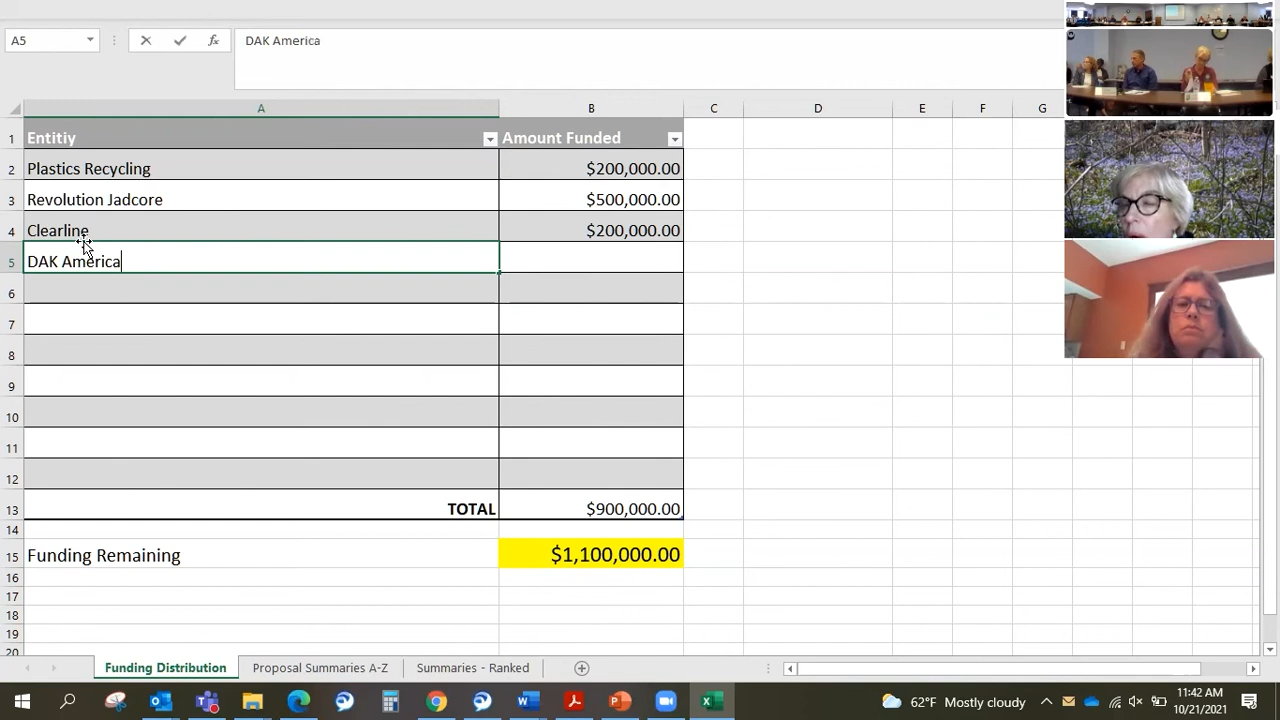 A5
fx
DAK America
A B C D E F G
1 Entitiy Amount Funded
2 Plastics Recycling $200,000.00
3 Revolution Jadcore $500,000.00
4 Clearline $200,000.00
5 DAK America
6
7
8
9
10
11
12
13 TOTAL $900,000.00
14
15 Funding Remaining $1,100,000.00
16
17
18
19
20
Funding Distribution Proposal Summaries A-Z Summaries - Ranked
62°F Mostly cloudy 11:42 AM
10/21/2021